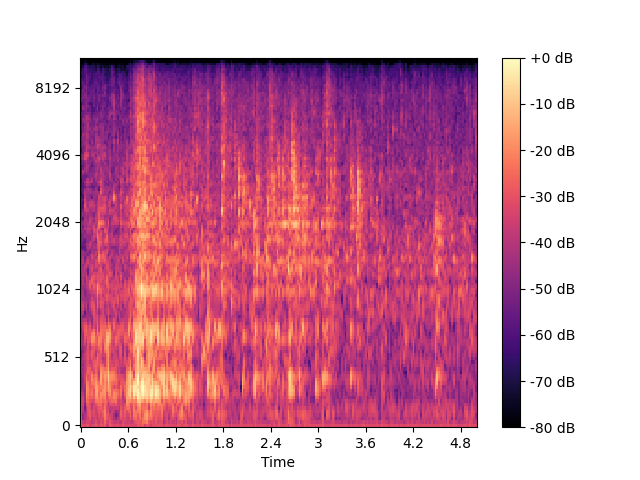 +0 dB
8192
-10 dB
4096
-20 dB
-30 dB
2048
Hz
-40 dB
1024
-50 dB
512
-60 dB
-70 dB
0
-80 dB
0 0.6 1.2 1.8 2.4 3 3.6 4.2 4.8
Time